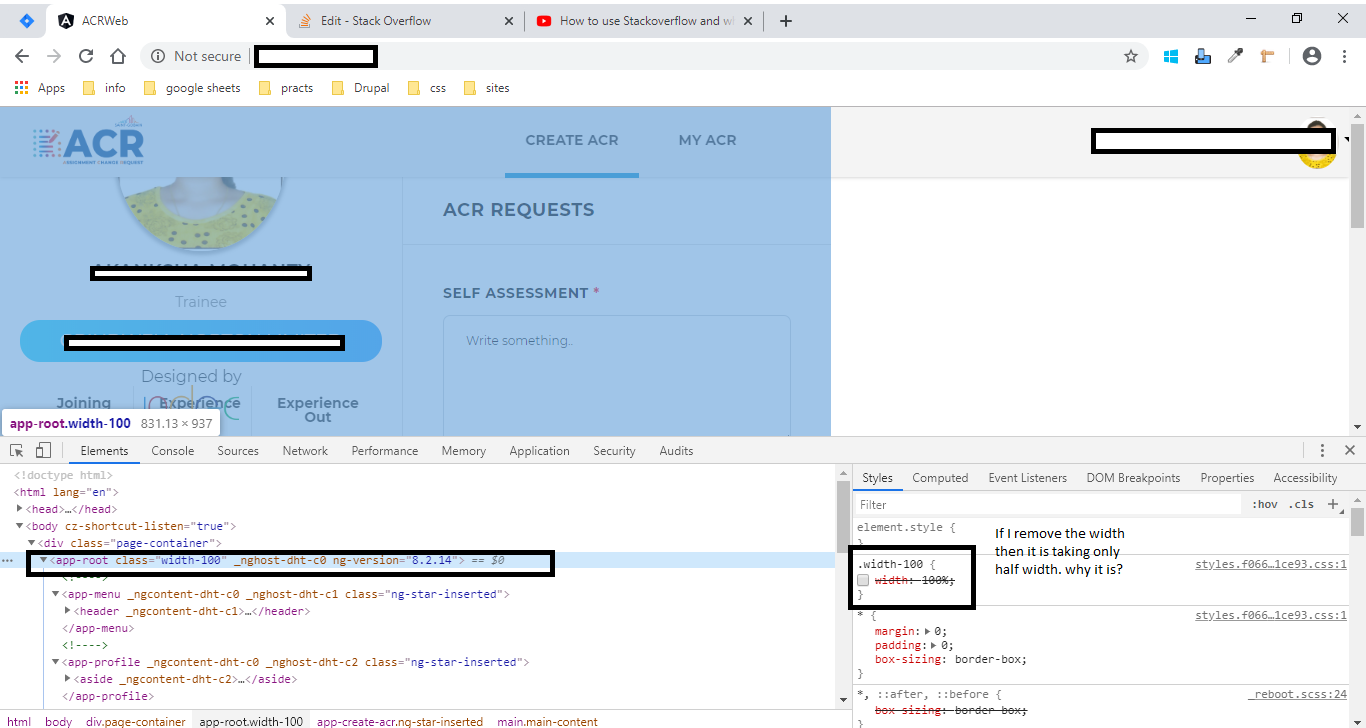 ACRWeb
Edit - Stack Overflow
How to use Stackoverflow and wh
Not secure
Apps
info
google sheets
practs
Drupal
css
sites
ACR
CREATE ACR
MY ACR
ACR REQUESTS
SELF ASSESSMENT *
Trainee
Write something..
Designed by
Joining
Experience
Experience
Out
app-root.width-100 831.13 × 937
Elements
Console
Sources
Network
Performance
Memory
Application
Security
Audits
<!doctype html>
<html lang="en">
<head>…</head>
<body cz-shortcut-listen="true">
<div class="page-container">
<app-root class="width-100" _nghost-dht-c0 ng-version="8.2.14"> == $0
<!---->
<app-menu _ngcontent-dht-c0 _nghost-dht-c1 class="ng-star-inserted">
<header _ngcontent-dht-c1>…</header>
</app-menu>
<!---->
<app-profile _ngcontent-dht-c0 _nghost-dht-c2 class="ng-star-inserted">
<aside _ngcontent-dht-c2>…</aside>
</app-profile>
html body div.page-container app-root.width-100 app-create-acr.ng-star-inserted main.main-content
Styles
Computed
Event Listeners
DOM Breakpoints
Properties
Accessibility
Filter
:hov .cls
element.style {
}
If I remove the width
then it is taking only
half width. why it is?
.width-100 {
styles.f066…1ce93.css:1
width: 100%;
}
* {
styles.f066…1ce93.css:1
margin: 0;
padding: 0;
box-sizing: border-box;
}
*, ::after, ::before {
_reboot.scss:24
box-sizing: border-box;
}